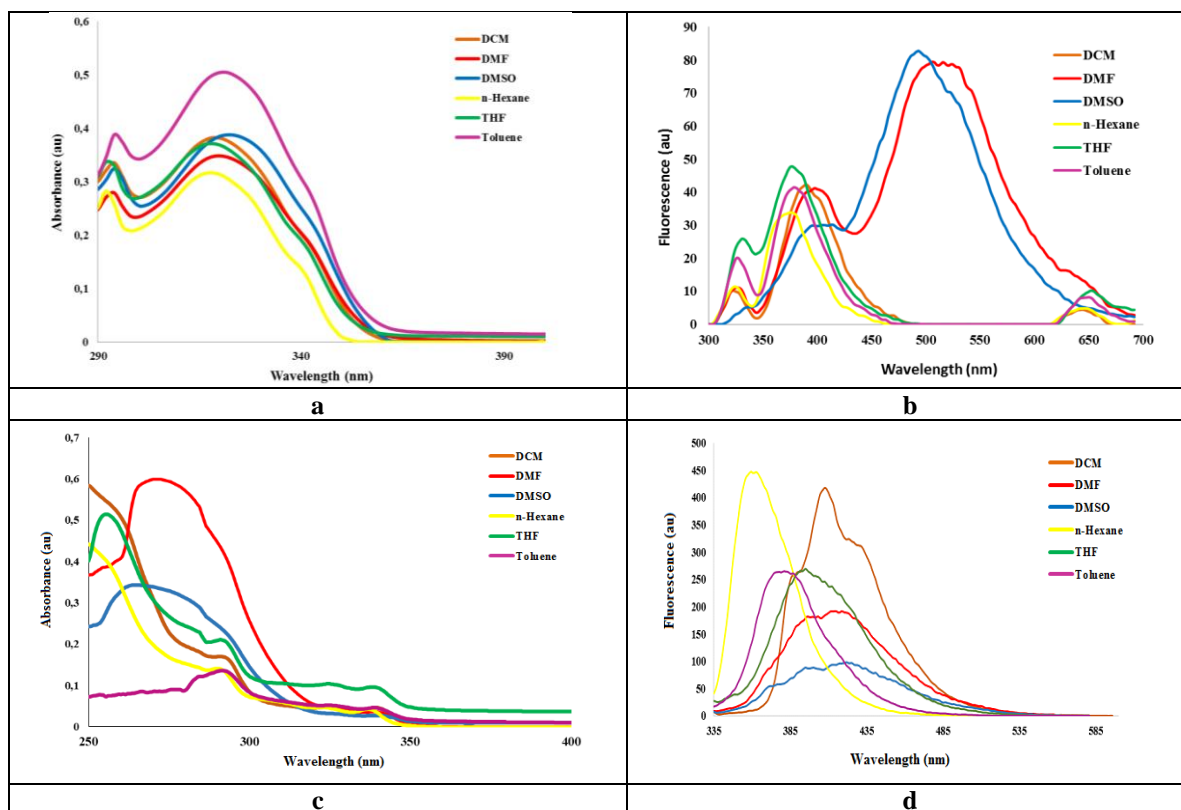 0,6
0,5
0,4
0,3
0,2
0,1
0
290
340
390
Absorbance (au)
Wavelength (nm)
DCM
DMF
DMSO
n-Hexane
THF
Toluene
90
80
70
60
50
40
30
20
10
0
300 350 400 450 500 550 600 650 700
Fluorescence (au)
Wavelength (nm)
DCM
DMF
DMSO
n-Hexane
THF
Toluene
a
b
0,7
0,6
0,5
0,4
0,3
0,2
0,1
0
250 300 350 400
Absorbance (au)
Wavelength (nm)
DCM
DMF
DMSO
n-Hexane
THF
Toluene
500
450
400
350
300
250
200
150
100
50
0
335 385 435 485 535 585
Fluorescence (au)
Wavelength (nm)
DCM
DMF
DMSO
n-Hexane
THF
Toluene
c
d